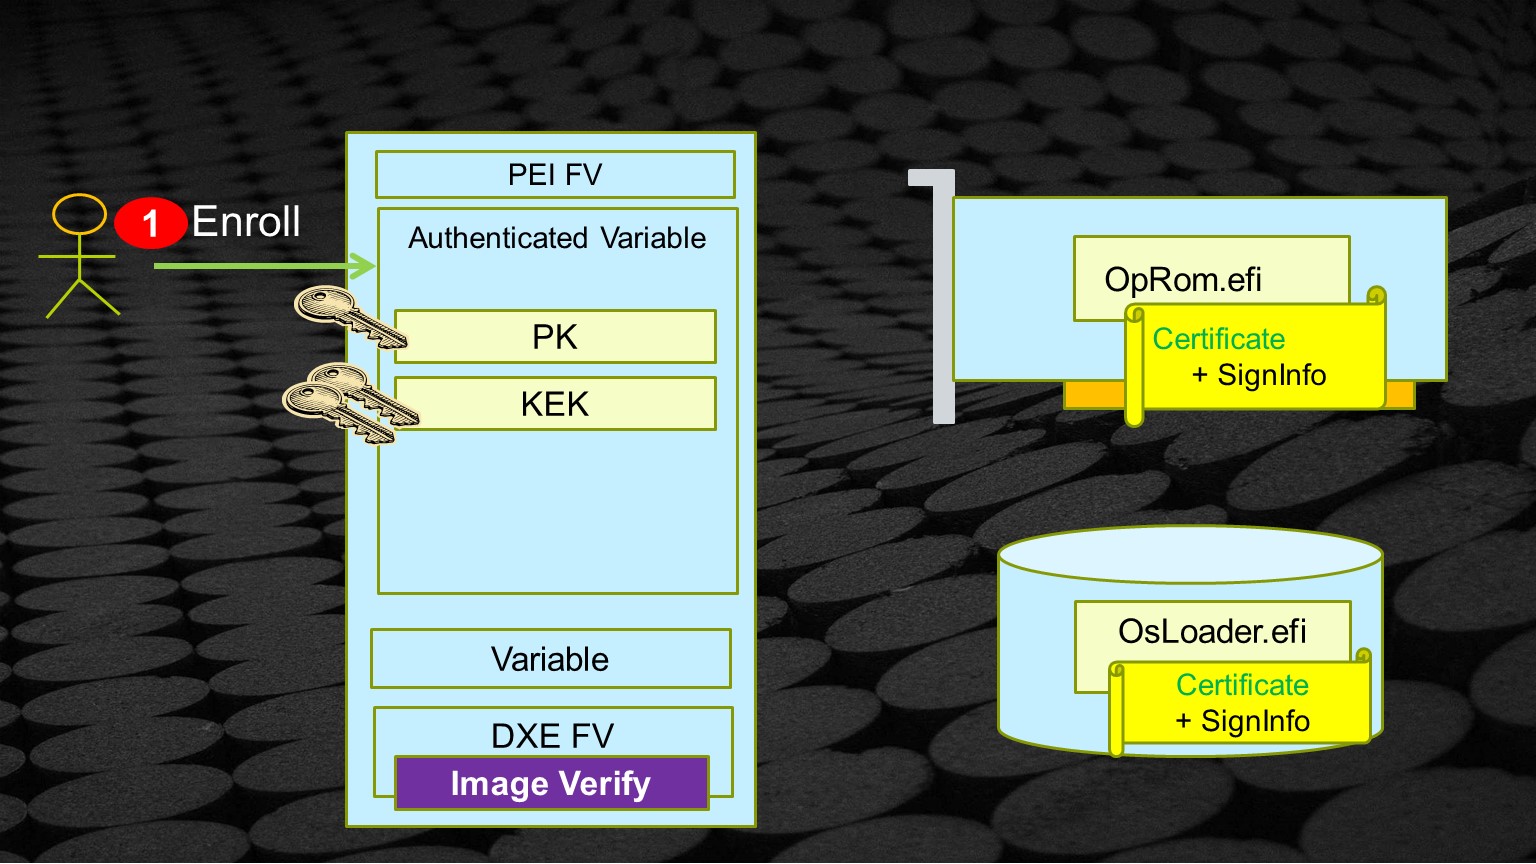 1 Enroll
PEI FV
Authenticated Variable
PK
KEK
Variable
DXE FV
Image Verify
OpRom.efi
Certificate
+ SignInfo
OsLoader.efi
Certificate
+ SignInfo